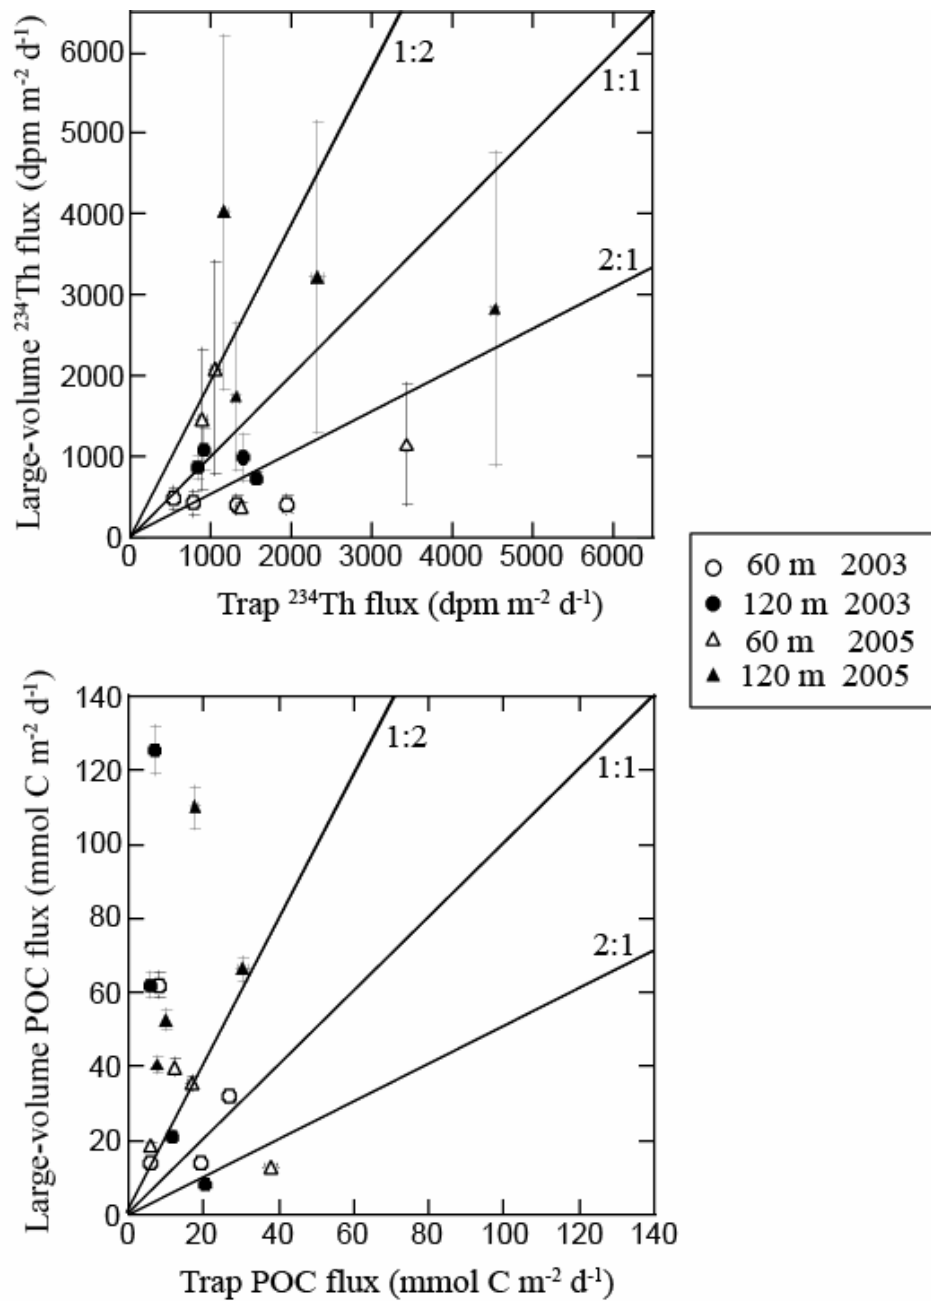 Large-volume ²³⁴Th flux (dpm m⁻² d⁻¹)
6000
5000
4000
3000
2000
1000
0
1:2
1:1
2:1
0 1000 2000 3000 4000 5000 6000
Trap ²³⁴Th flux (dpm m⁻² d⁻¹)
60 m 2003
120 m 2003
60 m 2005
120 m 2005
Large-volume POC flux (mmol C m⁻² d⁻¹)
140
120
100
80
60
40
20
0
1:2
1:1
2:1
0 20 40 60 80 100 120 140
Trap POC flux (mmol C m⁻² d⁻¹)